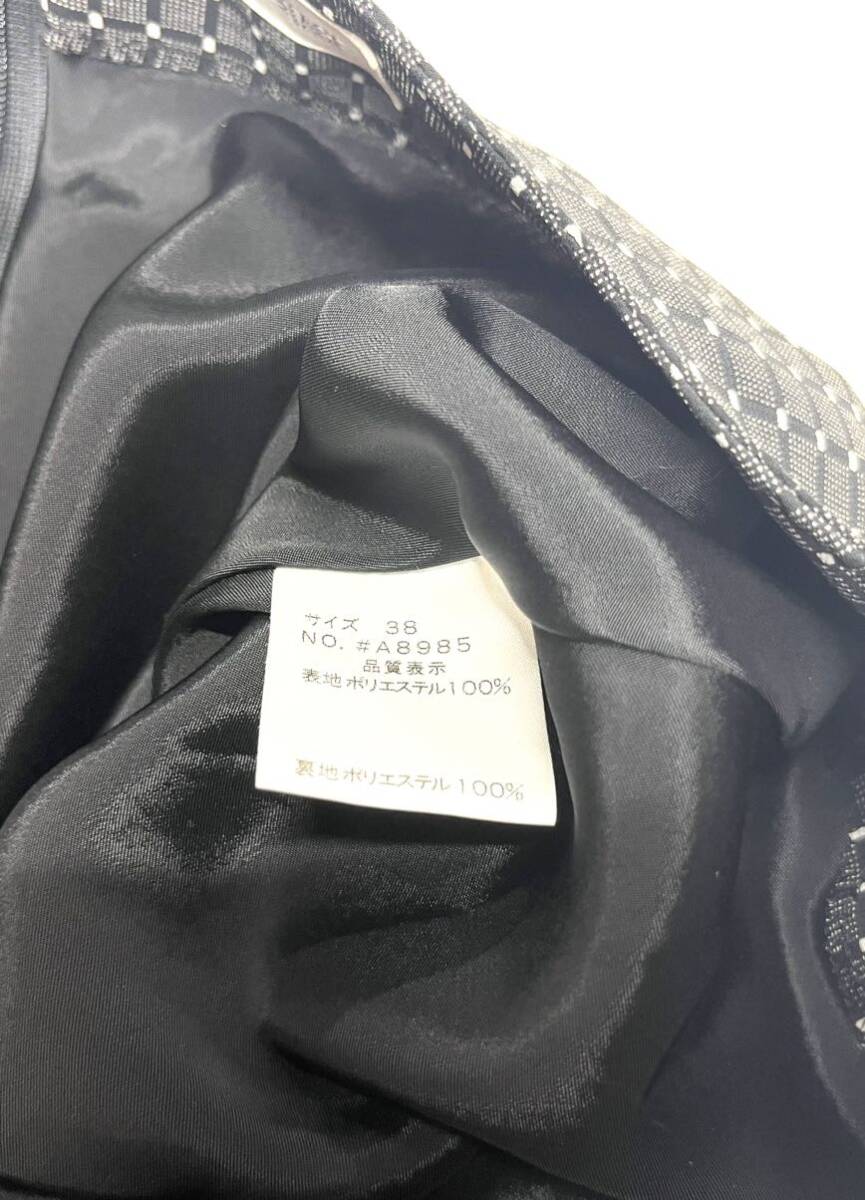 サイズ 38
NO. #A8985
品質表示
表地ポリエステル100%
裏地ポリエステル100%